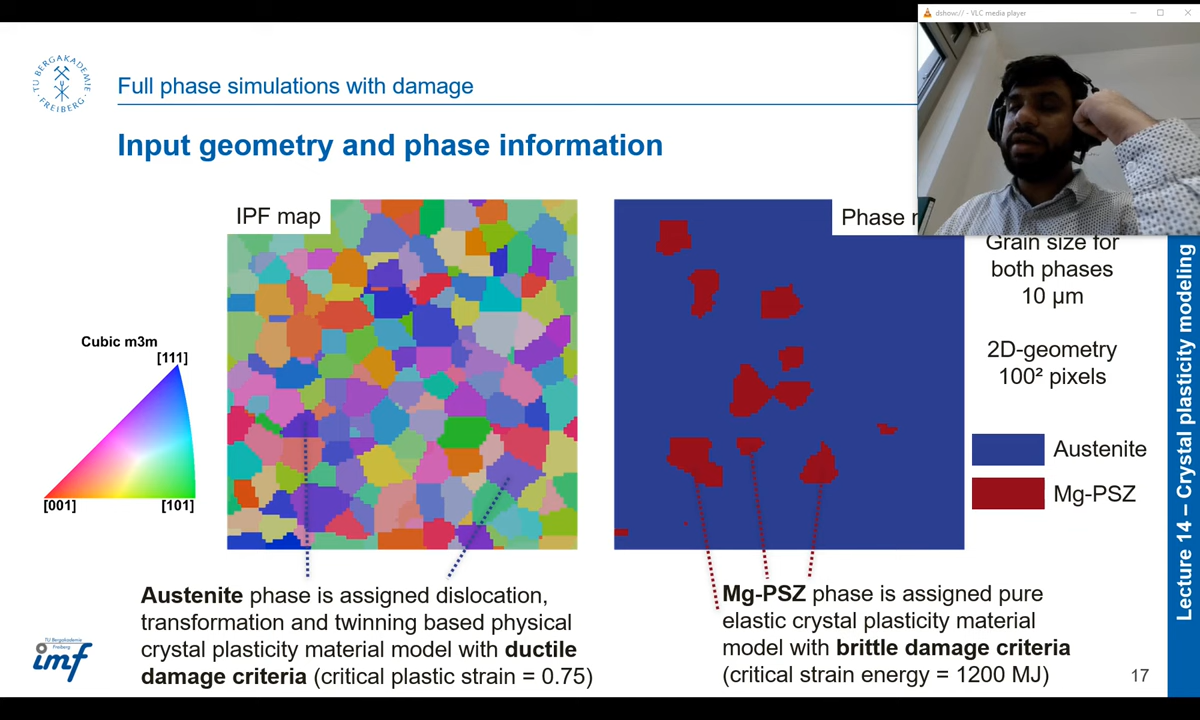 dshow:// - VLC media player
TU BERGAKADEMIE
FREIBERG
Full phase simulations with damage
Input geometry and phase information
IPF map
Phase
Grain size for
both phases
10 µm
2D-geometry
100² pixels
Cubic m3m
[111]
[001]
[101]
Austenite
Mg-PSZ
Austenite phase is assigned dislocation,
transformation and twinning based physical
crystal plasticity material model with ductile
damage criteria (critical plastic strain = 0.75)
Mg-PSZ phase is assigned pure
elastic crystal plasticity material
model with brittle damage criteria
(critical strain energy = 1200 MJ)
TU Bergakademie
Freiberg
imf
17
Lecture 14 – Crystal plasticity modeling